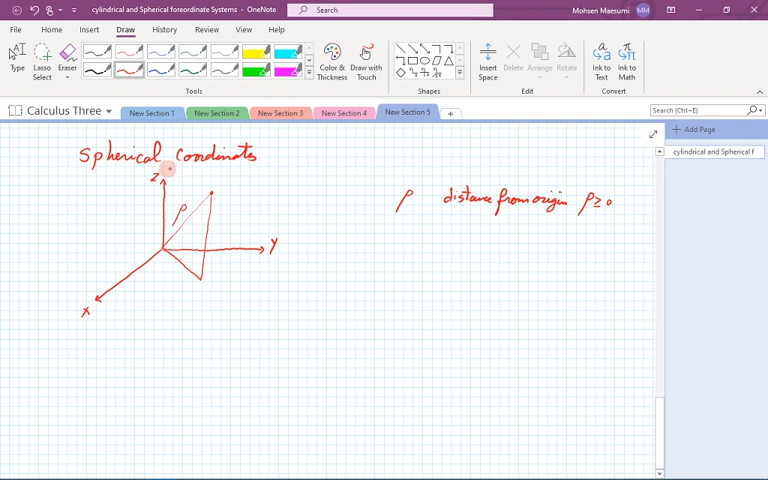 cylindrical and Spherical foreordinate Systems - OneNote
Search
Mohsen Maesumi
MM
File Home Insert Draw History Review View Help
Type
Lasso Select
Eraser
Color & Thickness
Draw with Touch
Insert Space
Delete
Arrange
Rotate
Ink to Text
Ink to Math
Tools
Shapes
Edit
Convert
Calculus Three
New Section 1
New Section 2
New Section 3
New Section 4
New Section 5
Search (Ctrl+E)
Add Page
cylindrical and Spherical f
Spherical coordinates
z
ρ
y
x
ρ distance from origin ρ ≥ 0